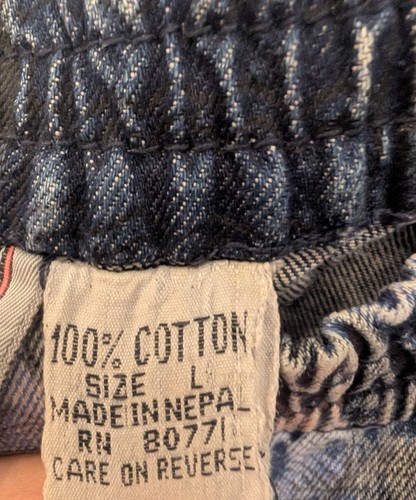 100% COTTON
SIZE L
MADE IN NEPAL
RN 80771
CARE ON REVERSE